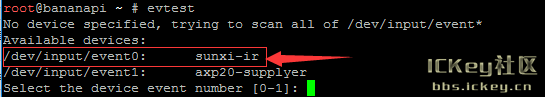 root@bananapi ~ # evtest
No device specified, trying to scan all of /dev/input/event*
Available devices:
/dev/input/event0:      sunxi-ir
/dev/input/event1:      axp20-supplyer
Select the device event number [0-1]:
ICKey社区
bbs.ickey.cn